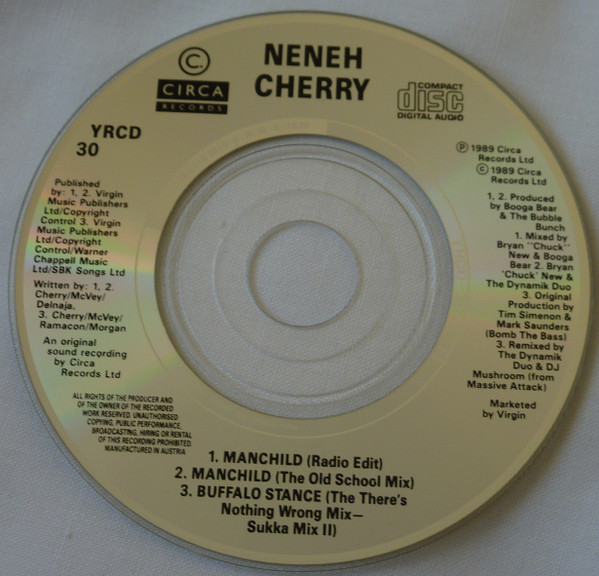 NENEH
CHERRY
C.
CIRCA
RECORDS
COMPACT
disc
DIGITAL AUDIO
YRCD
30
Published
by: 1, 2. Virgin
Music Publishers
Ltd/Copyright
Control 3. Virgin
Music Publishers
Ltd/Copyright
Control/Warner
Chappell Music
Ltd/SBK Songs Ltd
Written by: 1, 2.
Cherry/McVey/
Delnaja.
3. Cherry/McVey/
Ramacon/Morgan
An original
sound recording
by Circa
Records Ltd
ALL RIGHTS OF THE PRODUCER AND
OF THE OWNER OF THE RECORDED
WORK RESERVED. UNAUTHORISED
COPYING, PUBLIC PERFORMANCE,
BROADCASTING, HIRING OR RENTAL
OF THIS RECORDING PROHIBITED.
MANUFACTURED IN AUSTRIA
℗ 1989 Circa
Records Ltd
© 1989 Circa
Records Ltd
1, 2. Produced
by Booga Bear
& The Bubble
Bunch
1. Mixed by
Bryan "Chuck"
New & Booga
Bear 2. Bryan
'Chuck' New &
The Dynamik Duo
3. Original
Production by
Tim Simenon &
Mark Saunders
(Bomb The Bass)
3. Remixed by
The Dynamik
Duo & DJ
Mushroom (from
Massive Attack)
Marketed
by Virgin
1. MANCHILD (Radio Edit)
2. MANCHILD (The Old School Mix)
3. BUFFALO STANCE (The There's
Nothing Wrong Mix—
Sukka Mix II)